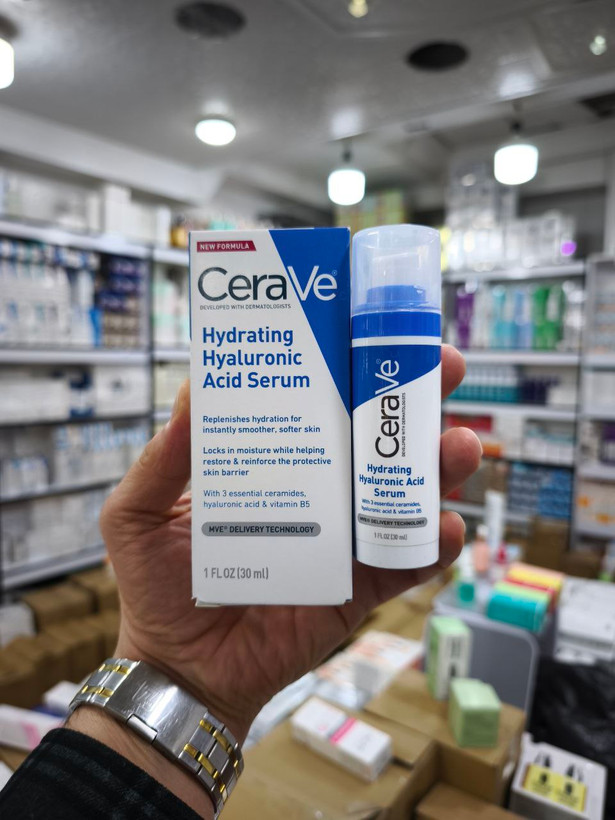 NEW FORMULA
CeraVe®
DEVELOPED WITH DERMATOLOGISTS
Hydrating
Hyaluronic
Acid Serum
Replenishes hydration for
instantly smoother, softer skin
Locks in moisture while helping
restore & reinforce the protective
skin barrier
With 3 essential ceramides,
hyaluronic acid & vitamin B5
MVE® DELIVERY TECHNOLOGY
1 FL OZ (30 ml)
CeraVe
DEVELOPED WITH DERMATOLOGISTS
Hydrating
Hyaluronic Acid
Serum
With 3 essential ceramides,
hyaluronic acid & vitamin B5
MVE® DELIVERY TECHNOLOGY
1 FL OZ (30 ml)